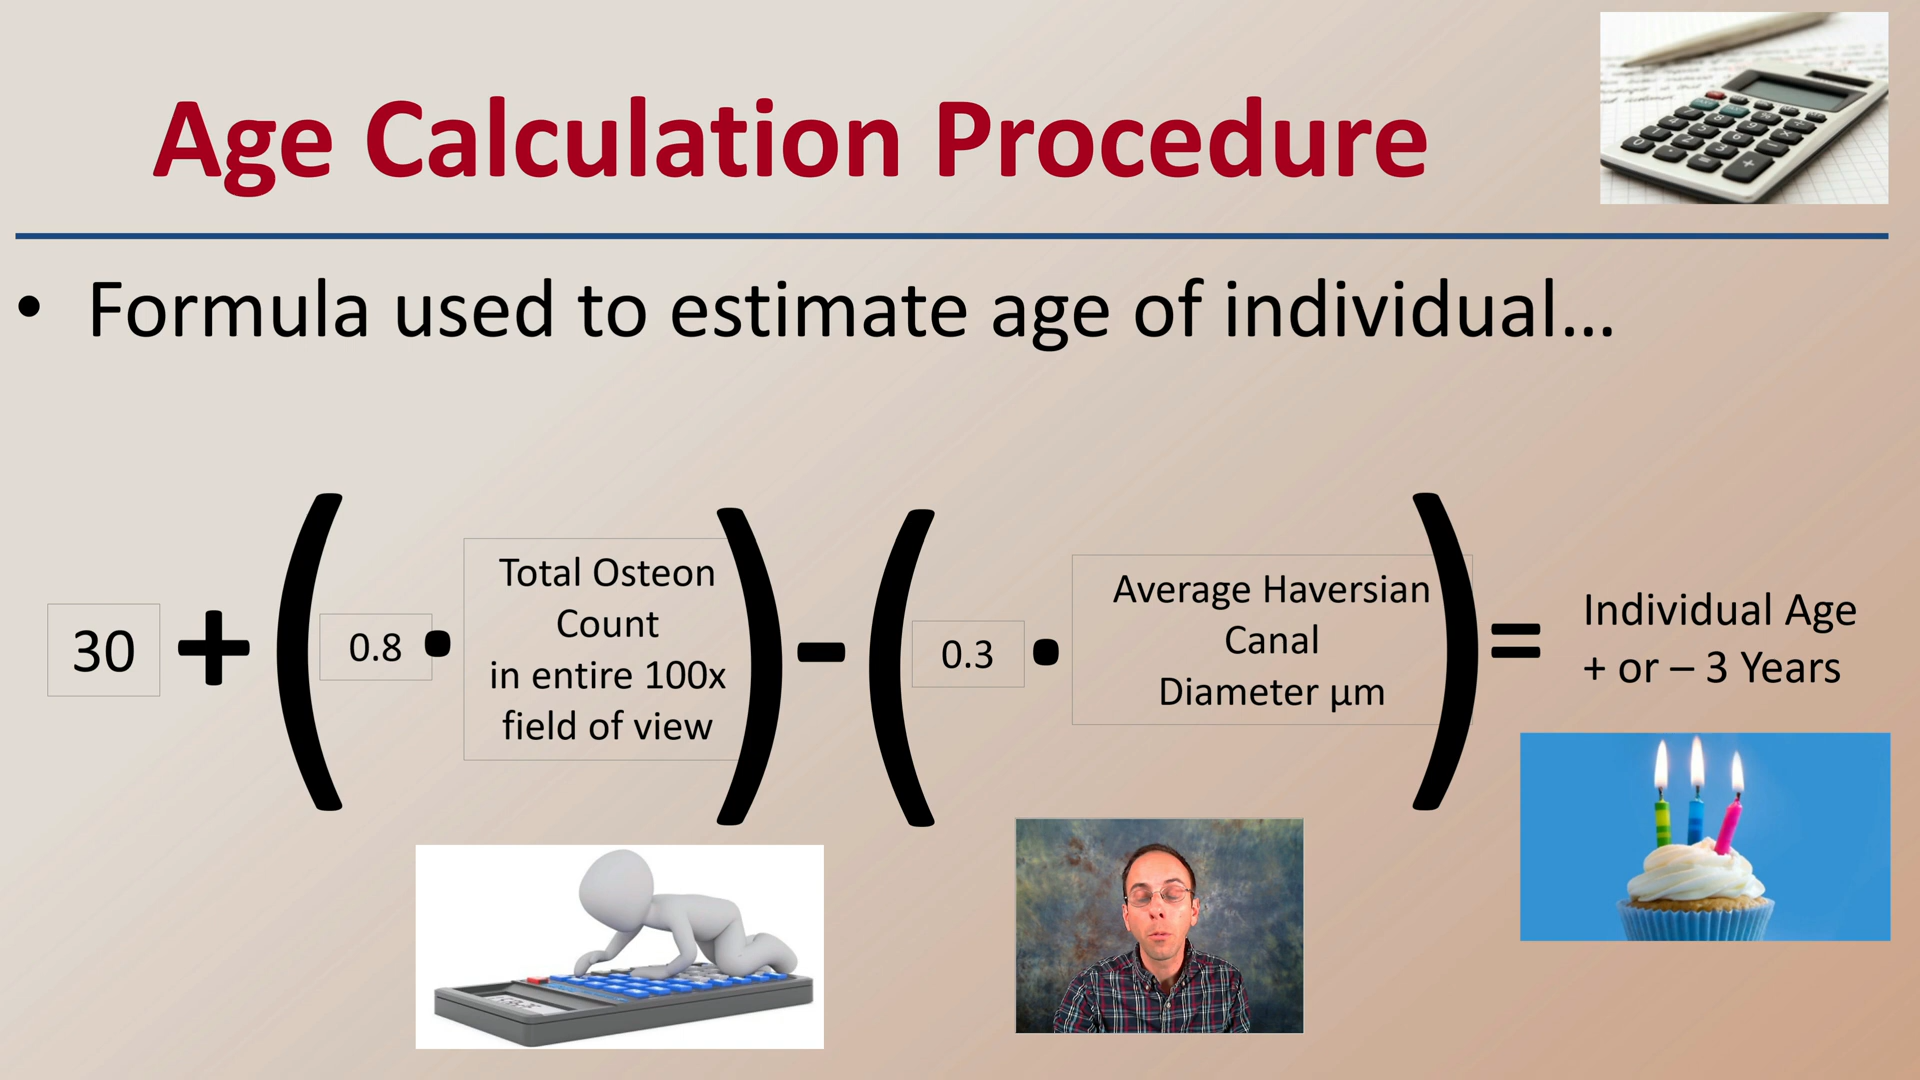 Age Calculation Procedure
• Formula used to estimate age of individual...
30 + ( 0.8 • Total Osteon
Count
in entire 100x
field of view ) - ( 0.3 • Average Haversian
Canal
Diameter µm ) = Individual Age
+ or – 3 Years